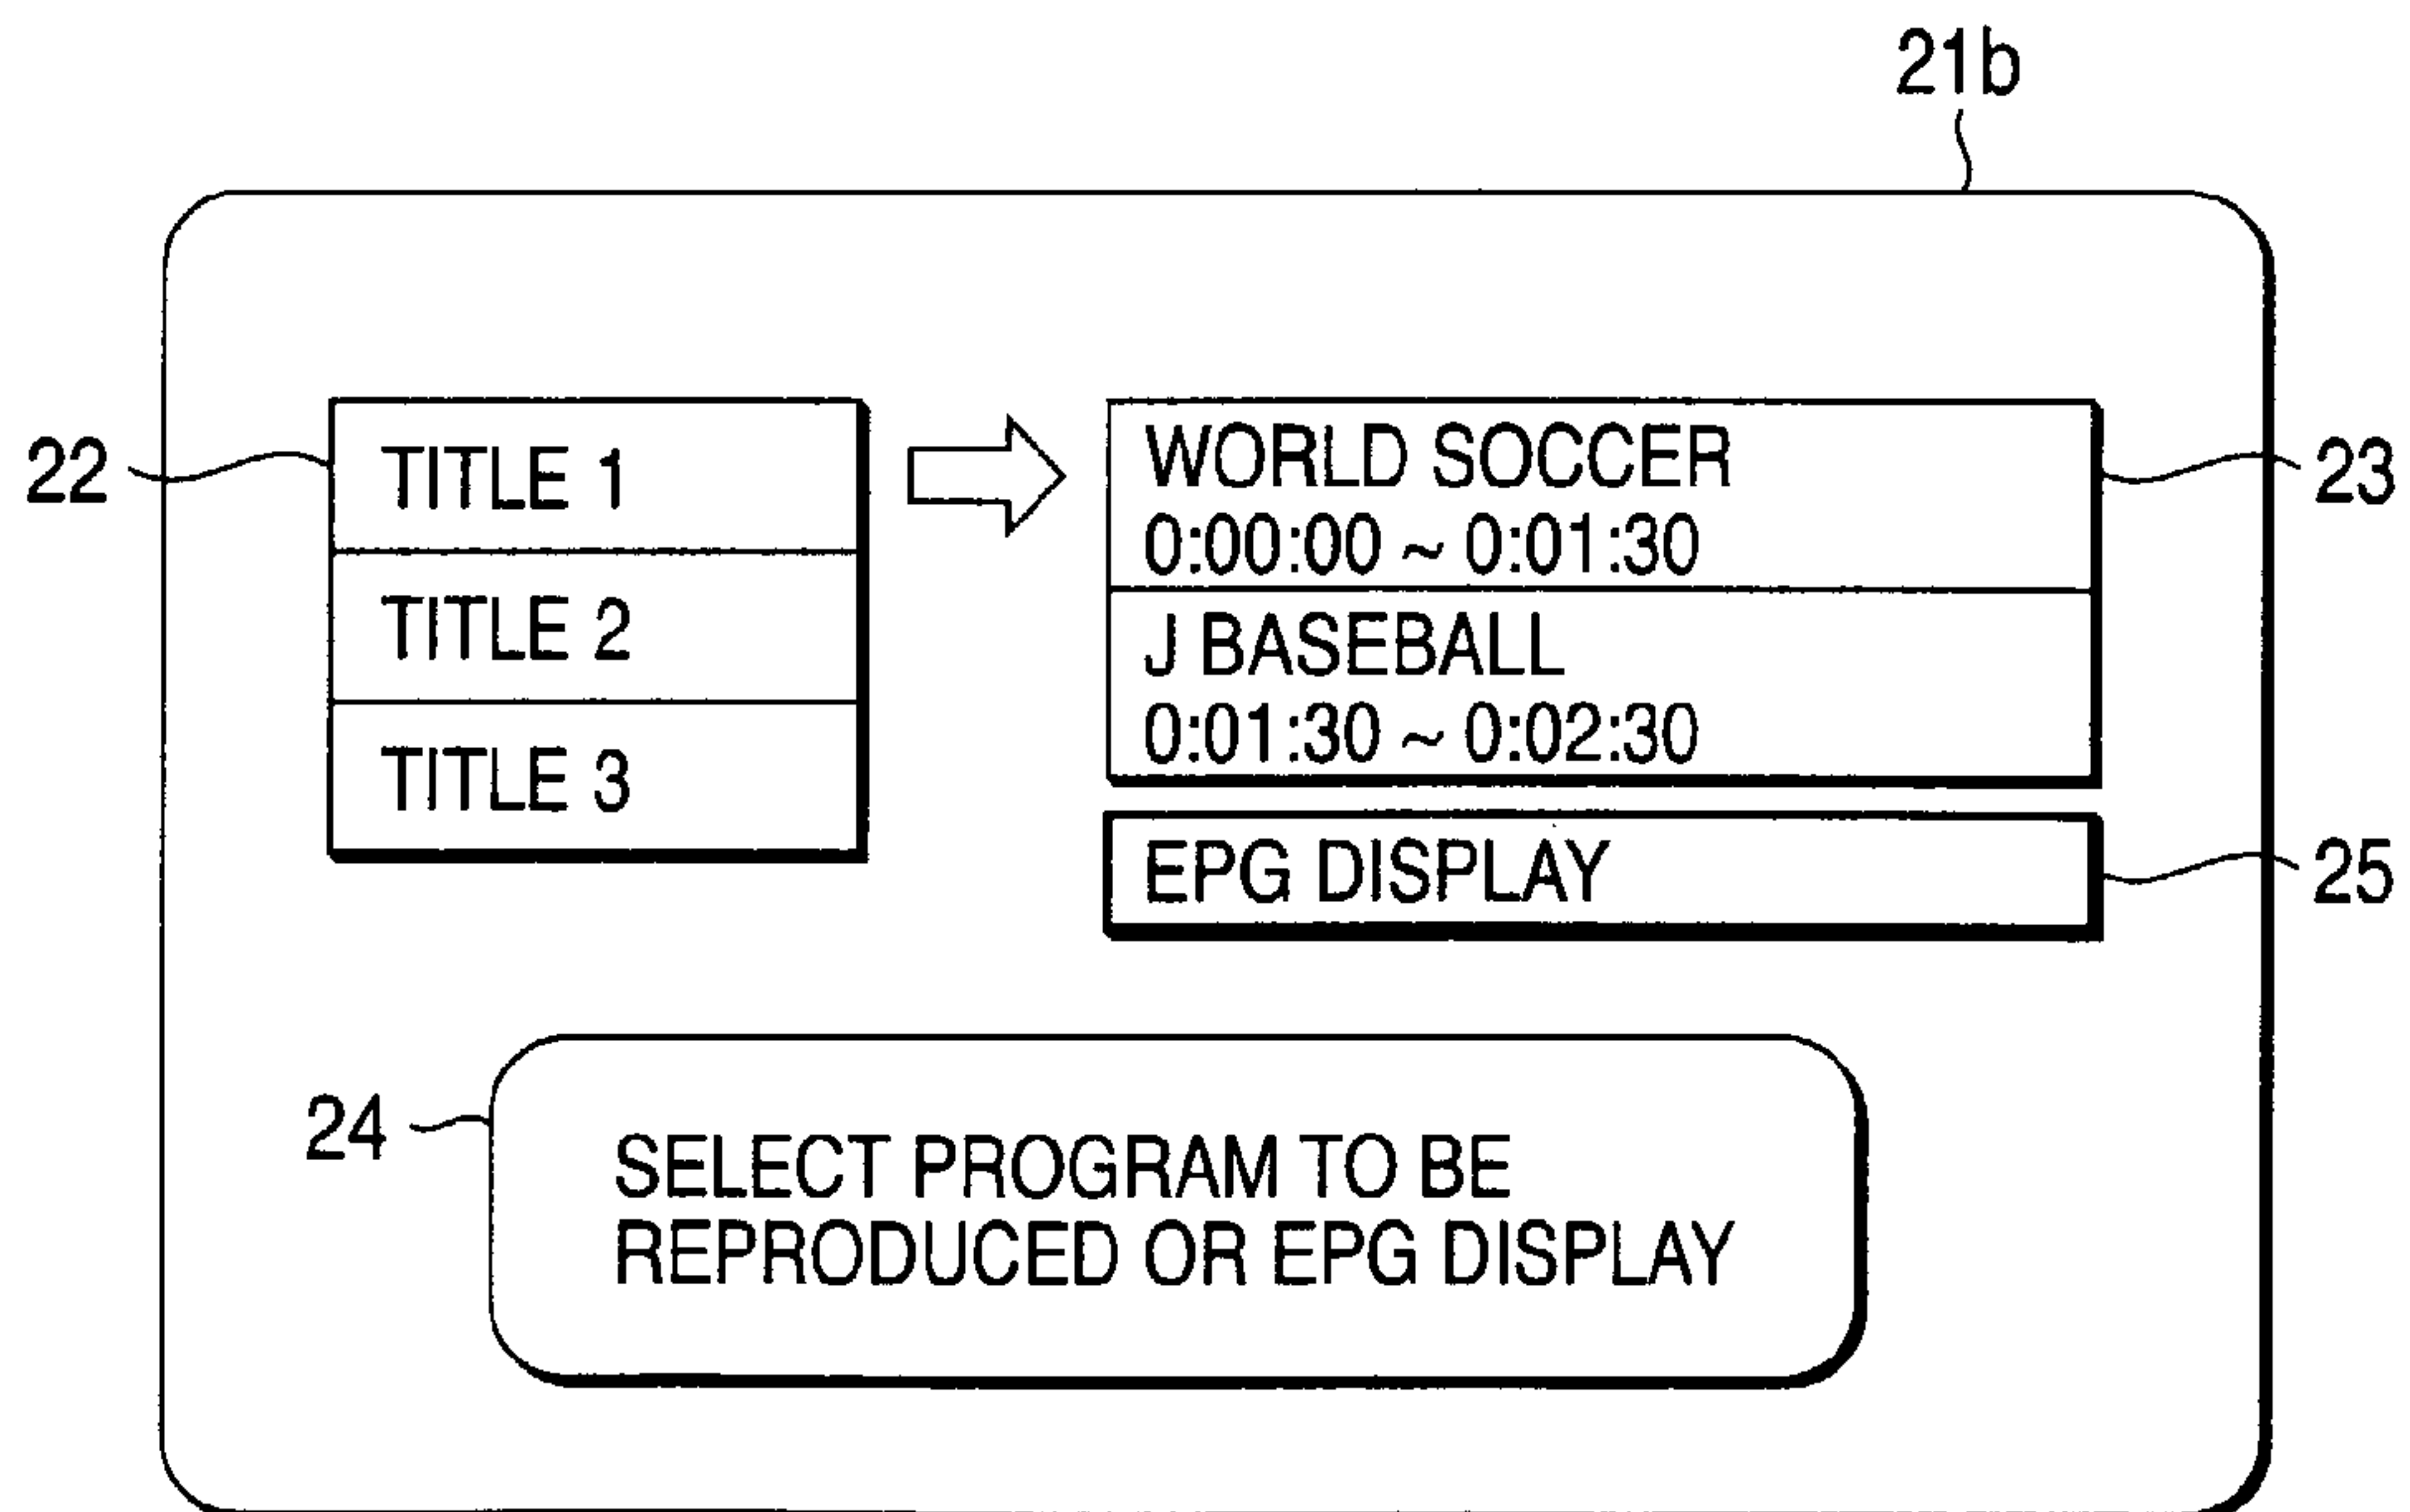 21b
22
TITLE 1
TITLE 2
TITLE 3
WORLD SOCCER
0:00:00 ~ 0:01:30
J BASEBALL
0:01:30 ~ 0:02:30
23
EPG DISPLAY
25
24
SELECT PROGRAM TO BE
REPRODUCED OR EPG DISPLAY